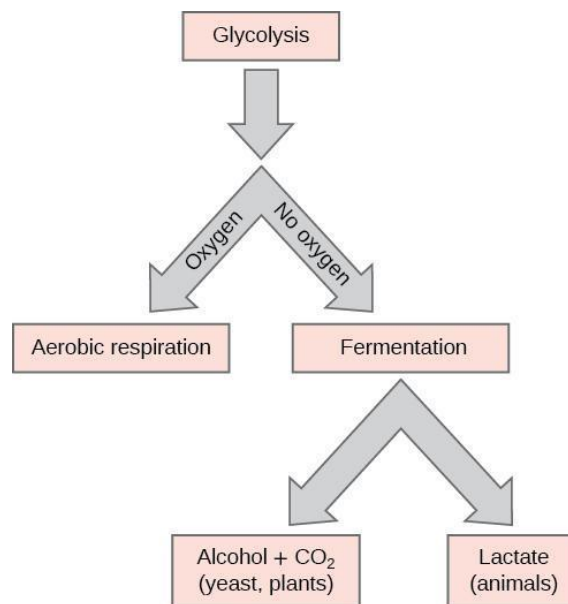 Glycolysis
Oxygen
No oxygen
Aerobic respiration
Fermentation
Alcohol + CO₂
(yeast, plants)
Lactate
(animals)